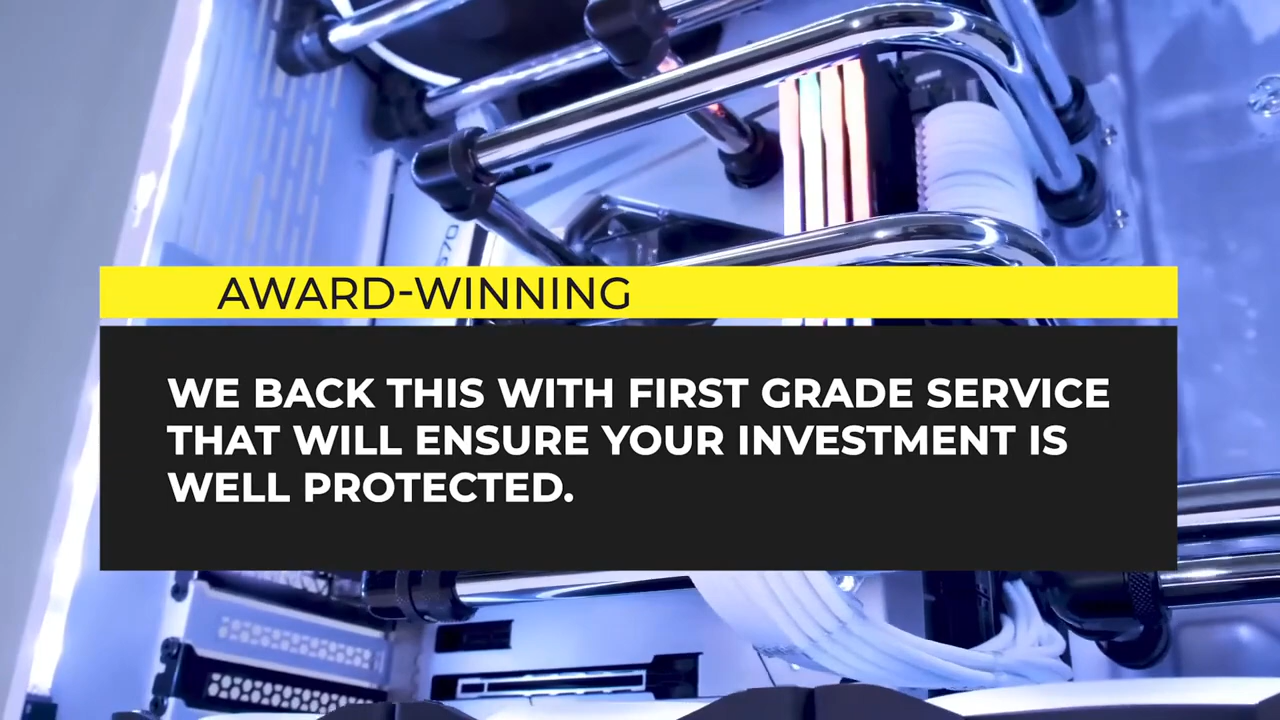 AWARD-WINNING
WE BACK THIS WITH FIRST GRADE SERVICE
THAT WILL ENSURE YOUR INVESTMENT IS
WELL PROTECTED.